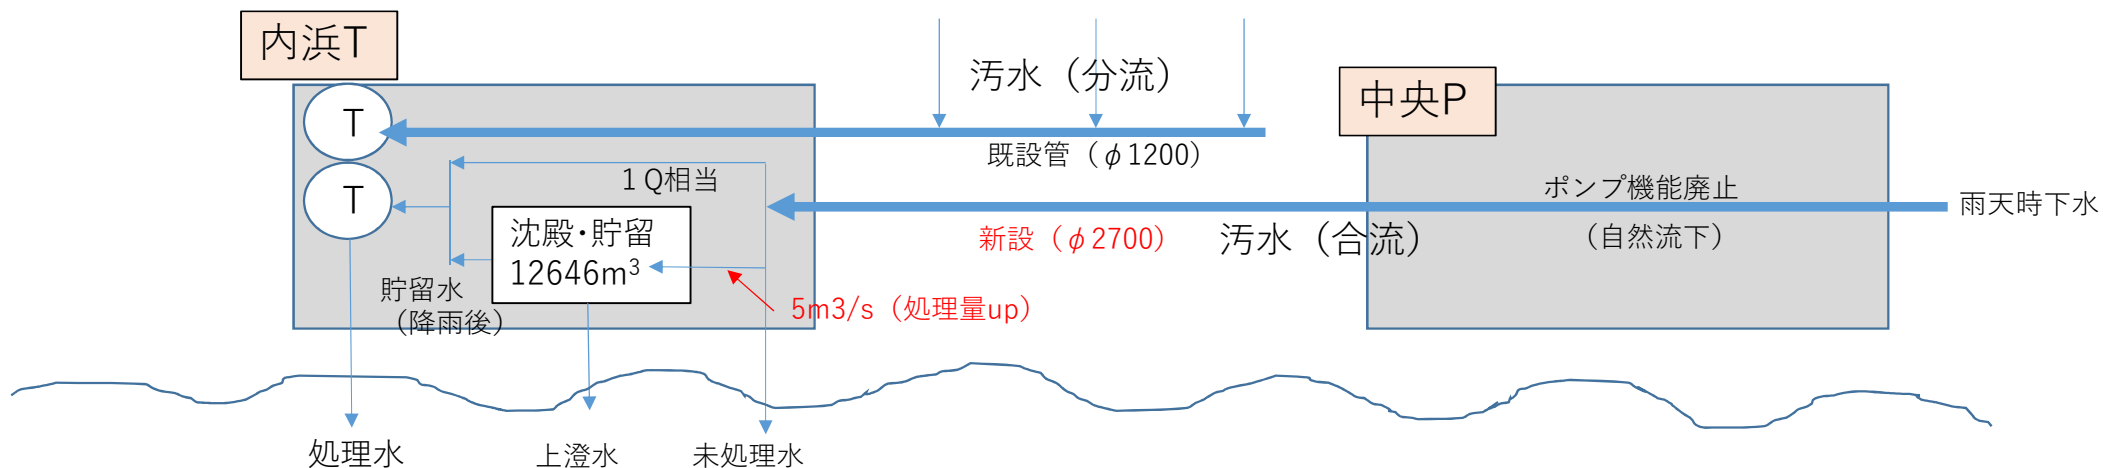 内浜T
汚水（分流）
中央P
T
既設管（φ1200）
1Q相当
T
ポンプ機能廃止
雨天時下水
沈殿・貯留
12646m³
新設（φ2700）
汚水（合流）
（自然流下）
貯留水
（降雨後）
5m3/s（処理量up）
処理水
上澄水
未処理水